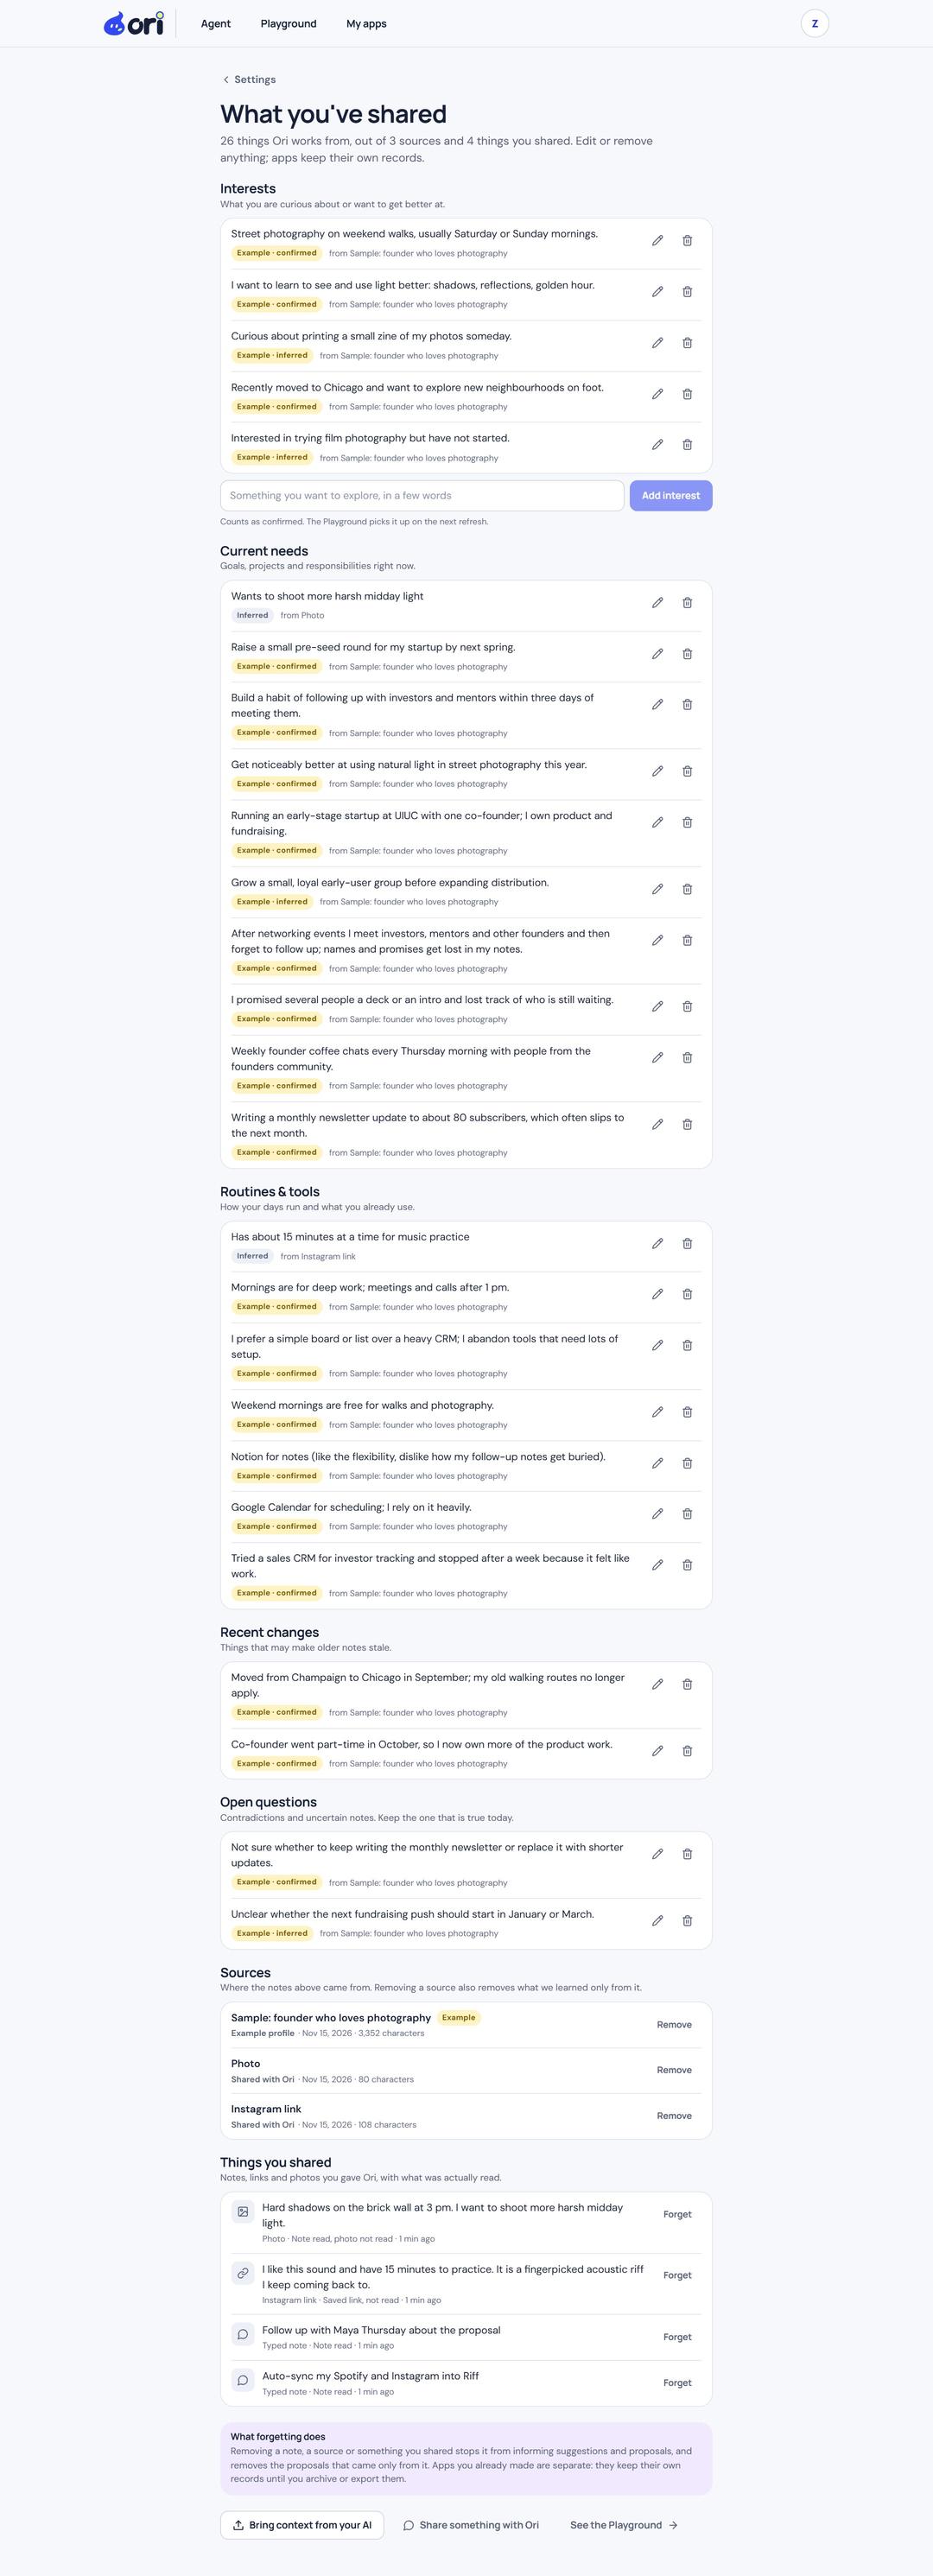 ori
Agent
Playground
My apps
Z
Settings
What you've shared
26 things Ori works from, out of 3 sources and 4 things you shared. Edit or remove
anything; apps keep their own records.
Interests
What you are curious about or want to get better at.
Street photography on weekend walks, usually Saturday or Sunday mornings.
Example · confirmed from Sample: founder who loves photography
I want to learn to see and use light better: shadows, reflections, golden hour.
Example · confirmed from Sample: founder who loves photography
Curious about printing a small zine of my photos someday.
Example · inferred from Sample: founder who loves photography
Recently moved to Chicago and want to explore new neighbourhoods on foot.
Example · confirmed from Sample: founder who loves photography
Interested in trying film photography but have not started.
Example · inferred from Sample: founder who loves photography
Something you want to explore, in a few words
Add interest
Counts as confirmed. The Playground picks it up on the next refresh.
Current needs
Goals, projects and responsibilities right now.
Wants to shoot more harsh midday light
Inferred from Photo
Raise a small pre-seed round for my startup by next spring.
Example · confirmed from Sample: founder who loves photography
Build a habit of following up with investors and mentors within three days of
meeting them.
Example · confirmed from Sample: founder who loves photography
Get noticeably better at using natural light in street photography this year.
Example · confirmed from Sample: founder who loves photography
Running an early-stage startup at UIUC with one co-founder; I own product and
fundraising.
Example · confirmed from Sample: founder who loves photography
Grow a small, loyal early-user group before expanding distribution.
Example · inferred from Sample: founder who loves photography
After networking events I meet investors, mentors and other founders and then
forget to follow up; names and promises get lost in my notes.
Example · confirmed from Sample: founder who loves photography
I promised several people a deck or an intro and lost track of who is still waiting.
Example · confirmed from Sample: founder who loves photography
Weekly founder coffee chats every Thursday morning with people from the
founders community.
Example · confirmed from Sample: founder who loves photography
Writing a monthly newsletter update to about 80 subscribers, which often slips to
the next month.
Example · confirmed from Sample: founder who loves photography
Routines & tools
How your days run and what you already use.
Has about 15 minutes at a time for music practice
Inferred from Instagram link
Mornings are for deep work; meetings and calls after 1 pm.
Example · confirmed from Sample: founder who loves photography
I prefer a simple board or list over a heavy CRM; I abandon tools that need lots of
setup.
Example · confirmed from Sample: founder who loves photography
Weekend mornings are free for walks and photography.
Example · confirmed from Sample: founder who loves photography
Notion for notes (like the flexibility, dislike how my follow-up notes get buried).
Example · confirmed from Sample: founder who loves photography
Google Calendar for scheduling; I rely on it heavily.
Example · confirmed from Sample: founder who loves photography
Tried a sales CRM for investor tracking and stopped after a week because it felt like
work.
Example · confirmed from Sample: founder who loves photography
Recent changes
Things that may make older notes stale.
Moved from Champaign to Chicago in September; my old walking routes no longer
apply.
Example · confirmed from Sample: founder who loves photography
Co-founder went part-time in October, so I now own more of the product work.
Example · confirmed from Sample: founder who loves photography
Open questions
Contradictions and uncertain notes. Keep the one that is true today.
Not sure whether to keep writing the monthly newsletter or replace it with shorter
updates.
Example · confirmed from Sample: founder who loves photography
Unclear whether the next fundraising push should start in January or March.
Example · inferred from Sample: founder who loves photography
Sources
Where the notes above came from. Removing a source also removes what we learned only from it.
Sample: founder who loves photography Example
Example profile · Nov 15, 2026 · 3,352 characters
Remove
Photo
Shared with Ori · Nov 15, 2026 · 80 characters
Remove
Instagram link
Shared with Ori · Nov 15, 2026 · 108 characters
Remove
Things you shared
Notes, links and photos you gave Ori, with what was actually read.
Hard shadows on the brick wall at 3 pm. I want to shoot more harsh midday
light.
Photo · Note read, photo not read · 1 min ago
Forget
I like this sound and have 15 minutes to practice. It is a fingerpicked acoustic riff
I keep coming back to.
Instagram link · Saved link, not read · 1 min ago
Forget
Follow up with Maya Thursday about the proposal
Typed note · Note read · 1 min ago
Forget
Auto-sync my Spotify and Instagram into Riff
Typed note · Note read · 1 min ago
Forget
What forgetting does
Removing a note, a source or something you shared stops it from informing suggestions and proposals, and
removes the proposals that came only from it. Apps you already made are separate: they keep their own
records until you archive or export them.
Bring context from your AI
Share something with Ori
See the Playground